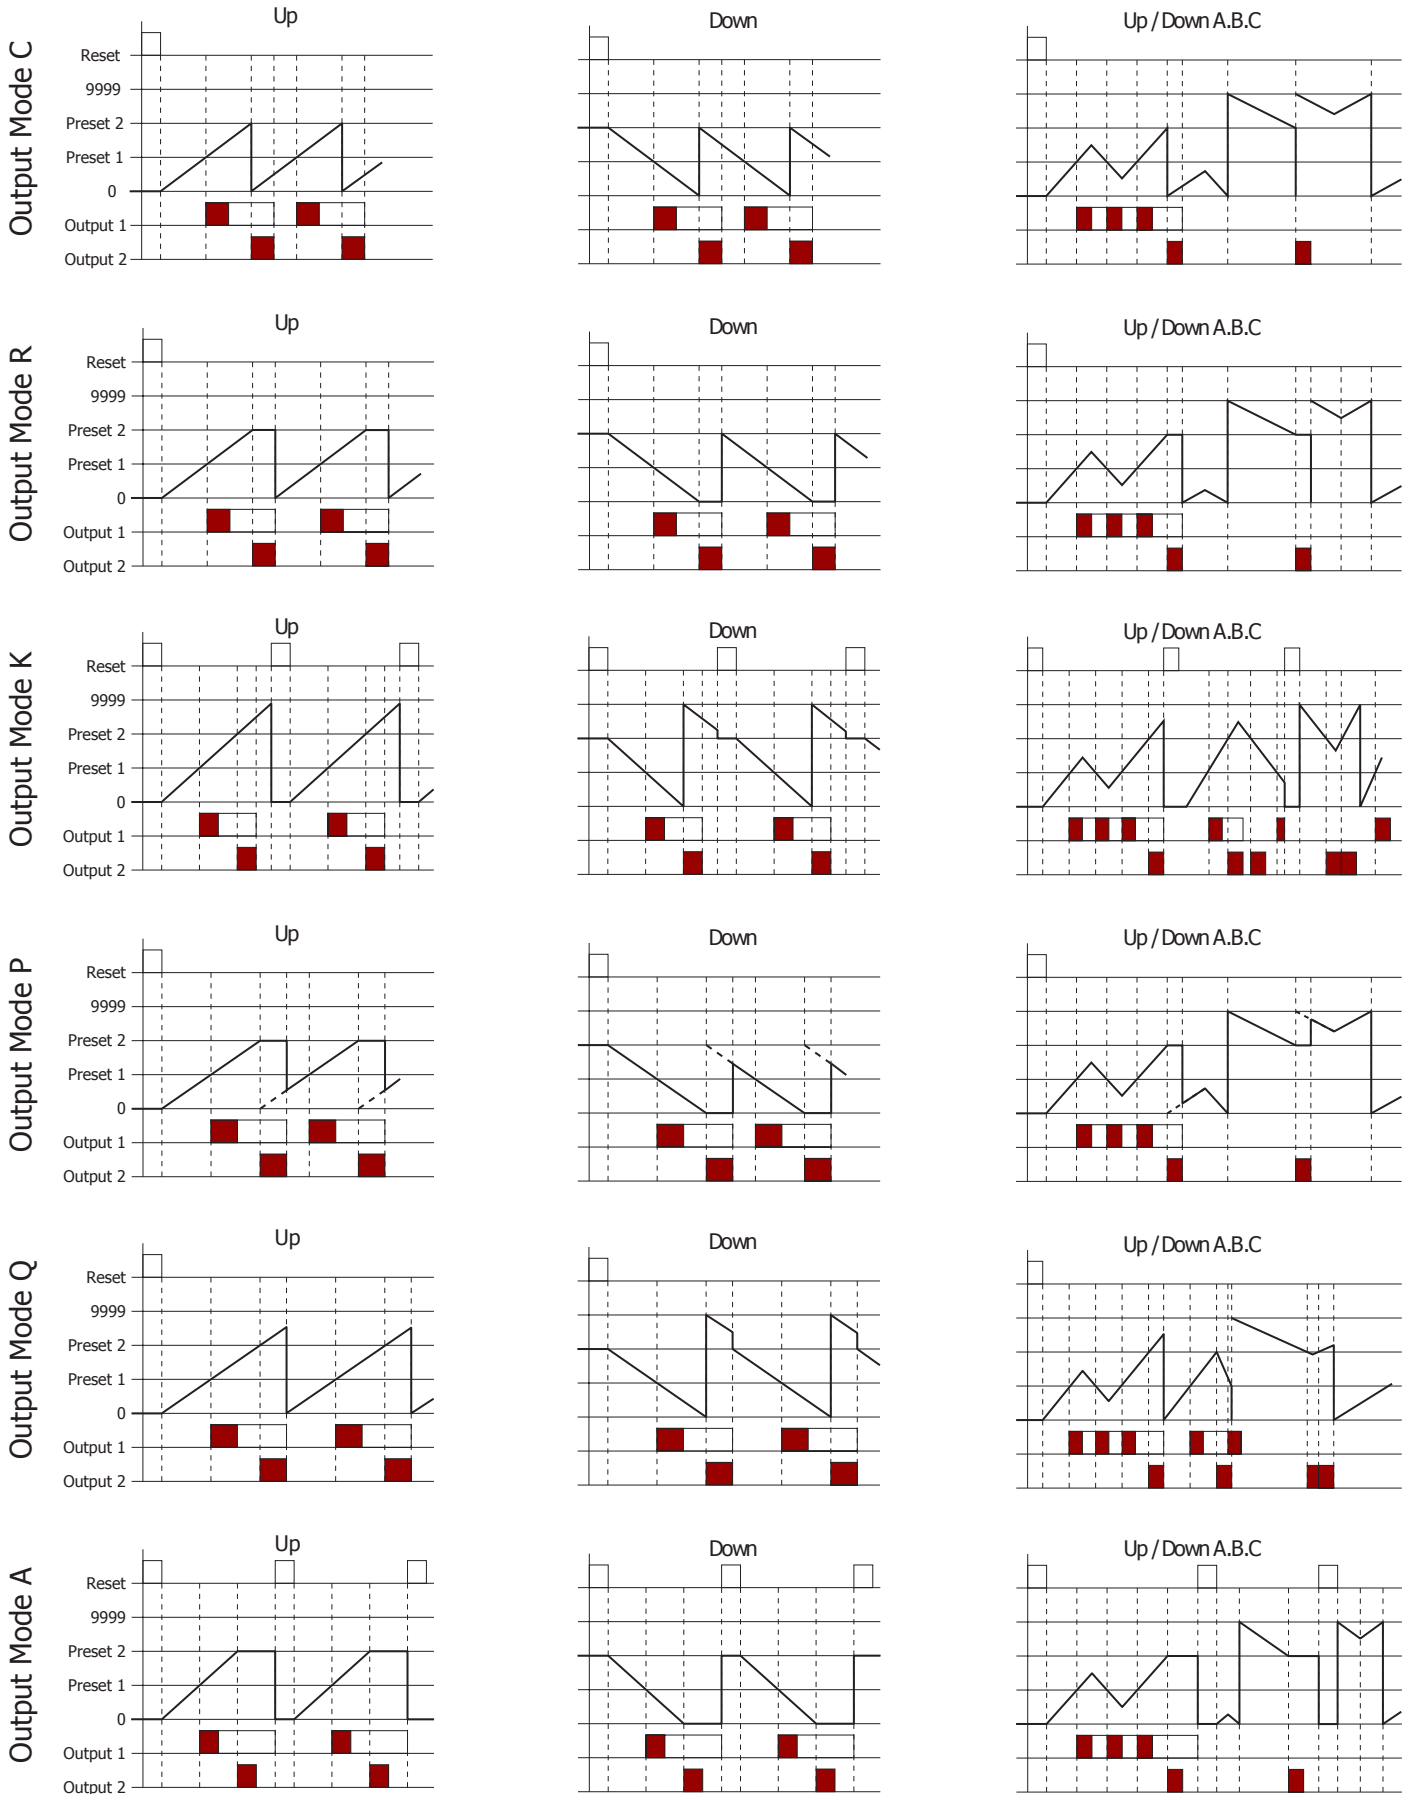 Output Mode C
Up
Down
Up / Down A.B.C
Reset
9999
Preset 2
Preset 1
0
Output 1
Output 2
Output Mode R
Up
Down
Up / Down A.B.C
Reset
9999
Preset 2
Preset 1
0
Output 1
Output 2
Output Mode K
Up
Down
Up / Down A.B.C
Reset
9999
Preset 2
Preset 1
0
Output 1
Output 2
Output Mode P
Up
Down
Up / Down A.B.C
Reset
9999
Preset 2
Preset 1
0
Output 1
Output 2
Output Mode Q
Up
Down
Up / Down A.B.C
Reset
9999
Preset 2
Preset 1
0
Output 1
Output 2
Output Mode A
Up
Down
Up / Down A.B.C
Reset
9999
Preset 2
Preset 1
0
Output 1
Output 2